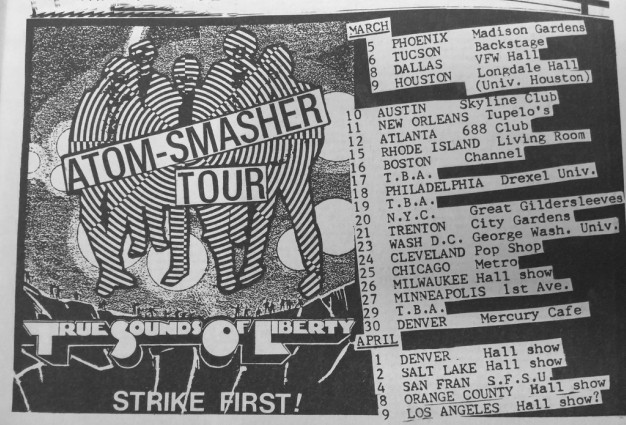 ATOM-SMASHER
TOUR
TRUE SOUNDS OF LIBERTY
STRIKE FIRST!
MARCH
5 PHOENIX Madison Gardens
6 TUCSON Backstage
8 DALLAS VFW Hall
9 HOUSTON Longdale Hall
(Univ. Houston)
10 AUSTIN Skyline Club
11 NEW ORLEANS Tupelo's
12 ATLANTA 688 Club
15 RHODE ISLAND Living Room
16 BOSTON Channel
17 T.B.A.
18 PHILADELPHIA Drexel Univ.
19 T.B.A.
20 N.Y.C. Great Gildersleeves
21 TRENTON City Gardens
23 WASH D.C. George Wash. Univ.
24 CLEVELAND Pop Shop
25 CHICAGO Metro
26 MILWAUKEE Hall show
27 MINNEAPOLIS 1st Ave.
29 T.B.A.
30 DENVER Mercury Cafe
APRIL
1 DENVER Hall show
2 SALT LAKE Hall show
4 SAN FRAN S.F.S.U.
8 ORANGE COUNTY Hall show
9 LOS ANGELES Hall show?